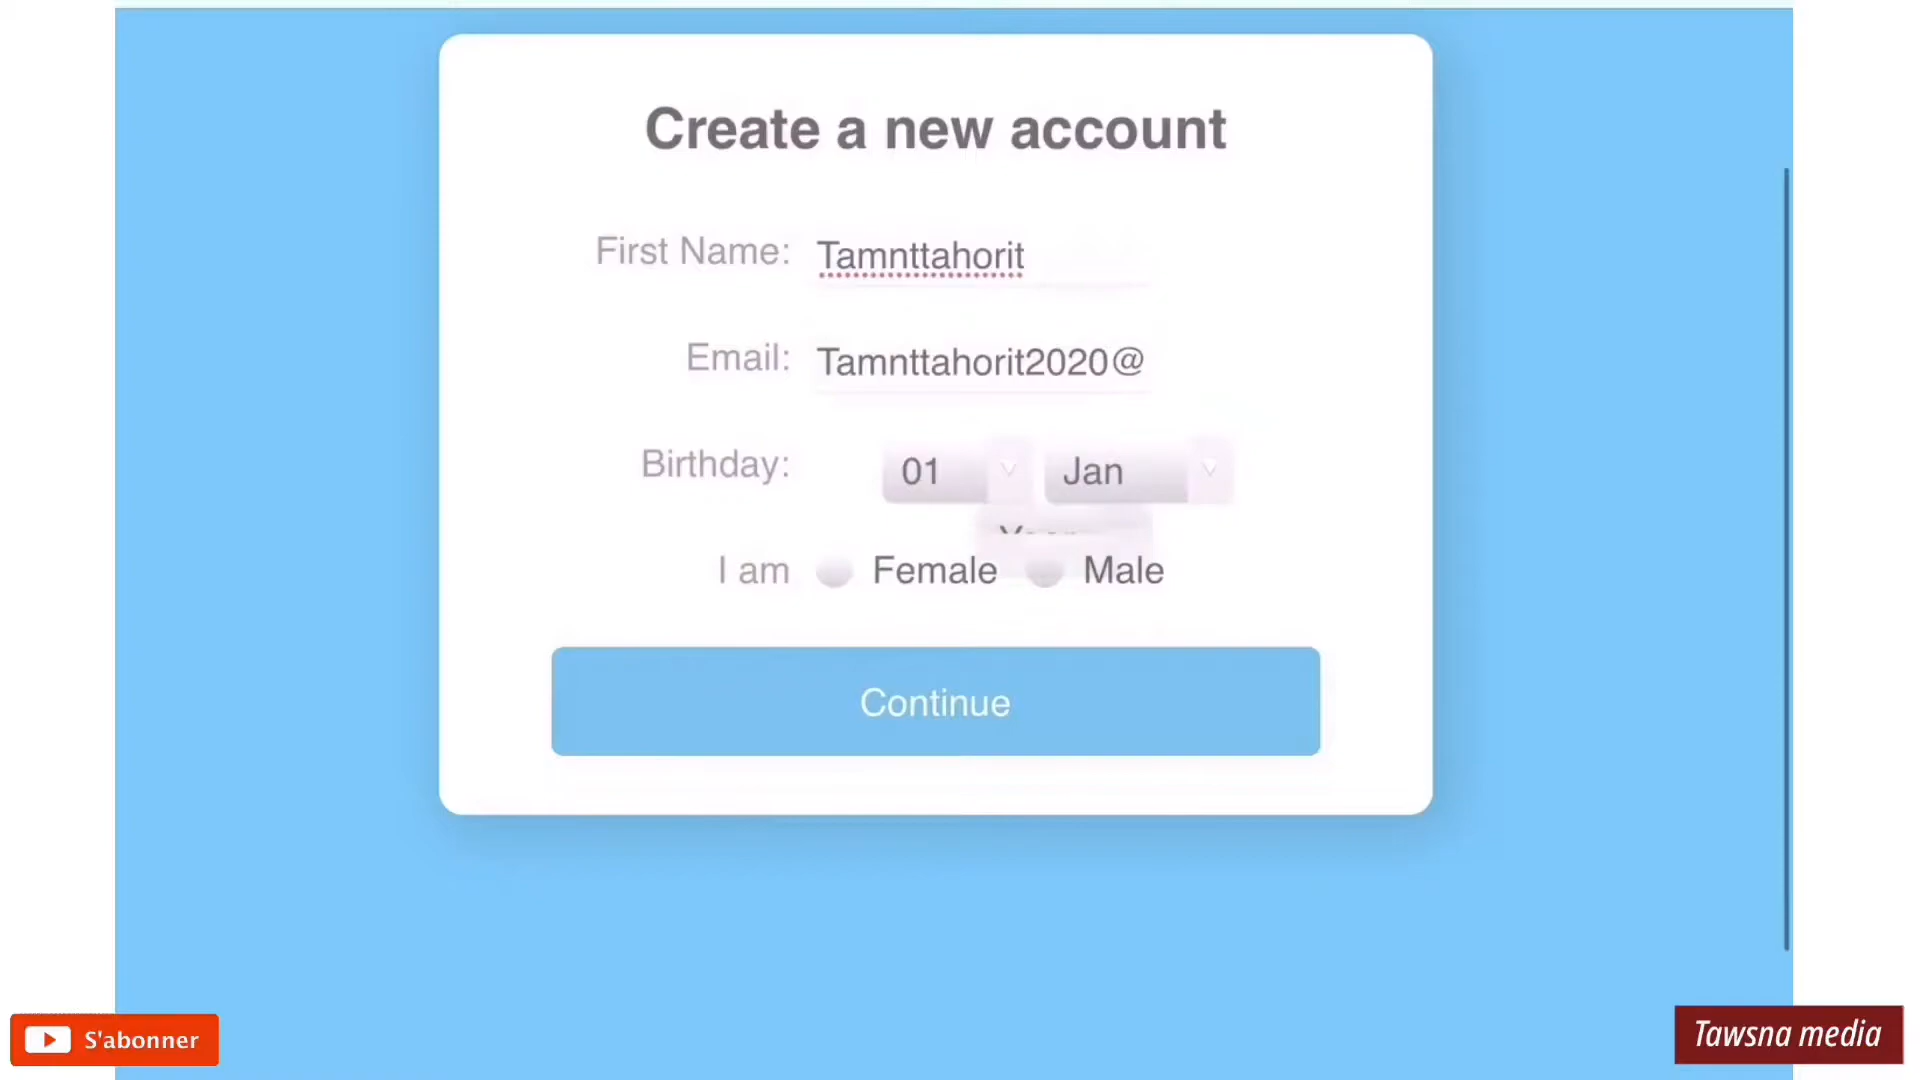 Create a new account
First Name: Tamnttahorit
Email: Tamnttahorit2020@
Birthday: 01 Jan
I am Female Male
Continue
S'abonner
Tawsna media